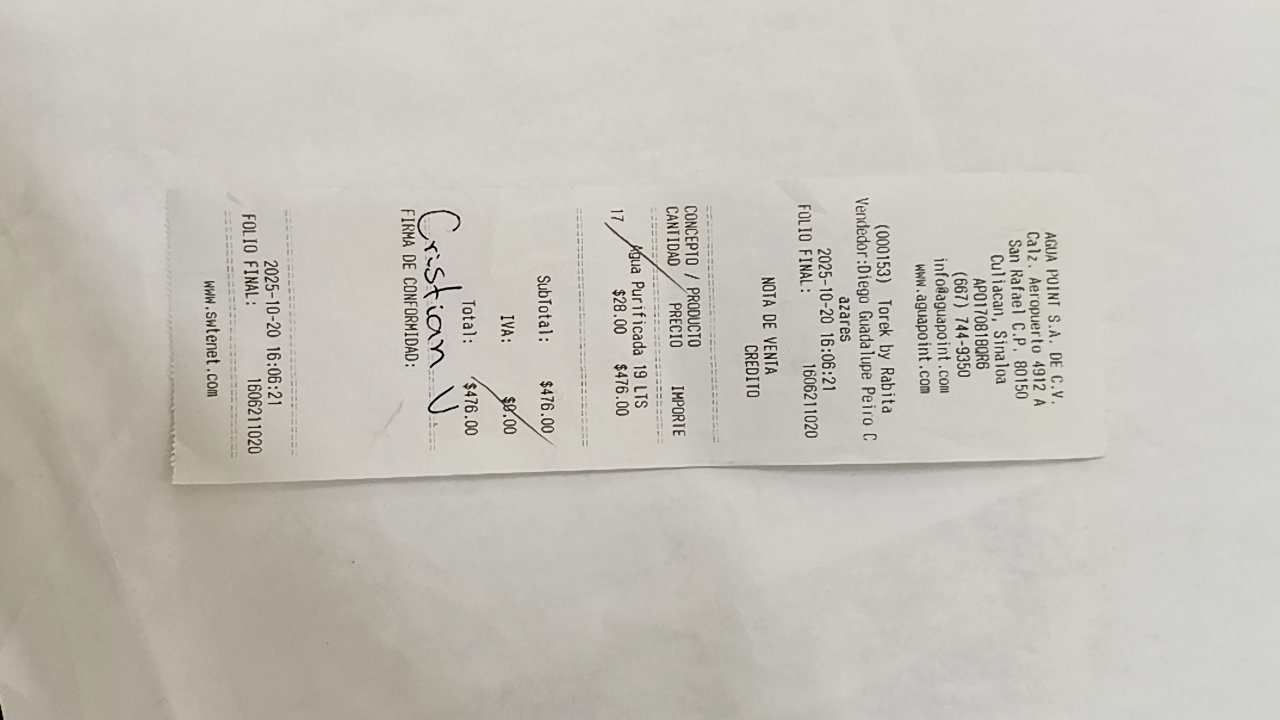 AGUA POINT S.A. DE C.V.
Calz. Aeropuerto 4912 A
San Rafael C.P. 80150
Culiacan, Sinaloa
APO170818QR6
(667) 744-9350
info@aguapoint.com
www.aguapoint.com
(000153) Torek by Rabita
Vendedor:Diego Guadalupe Peiro C
azares
2025-10-20 16:06:21
FOLIO FINAL: 1606211020
NOTA DE VENTA
CREDITO
CONCEPTO / PRODUCTO
CANTIDAD PRECIO IMPORTE
Agua Purificada 19 LTS
17 $28.00 $476.00
SubTotal: $476.00
IVA: $0.00
Total: $476.00
Cristian V
FIRMA DE CONFORMIDAD:
2025-10-20 16:06:21
FOLIO FINAL: 1606211020
www.swtenet.com